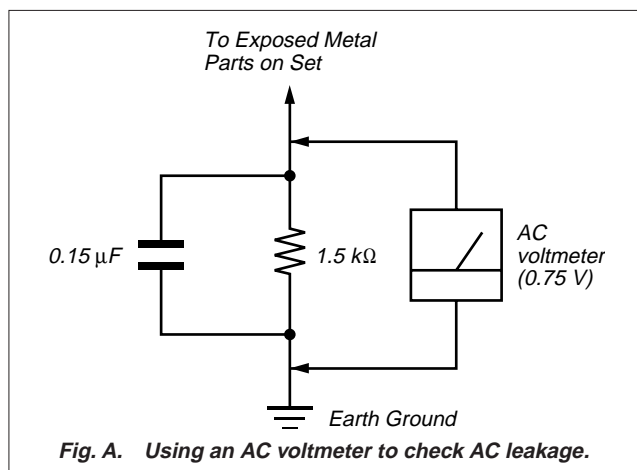 To Exposed Metal
Parts on Set
0.15 μF
1.5 kΩ
AC
voltmeter
(0.75 V)
Earth Ground
Fig. A. Using an AC voltmeter to check AC leakage.